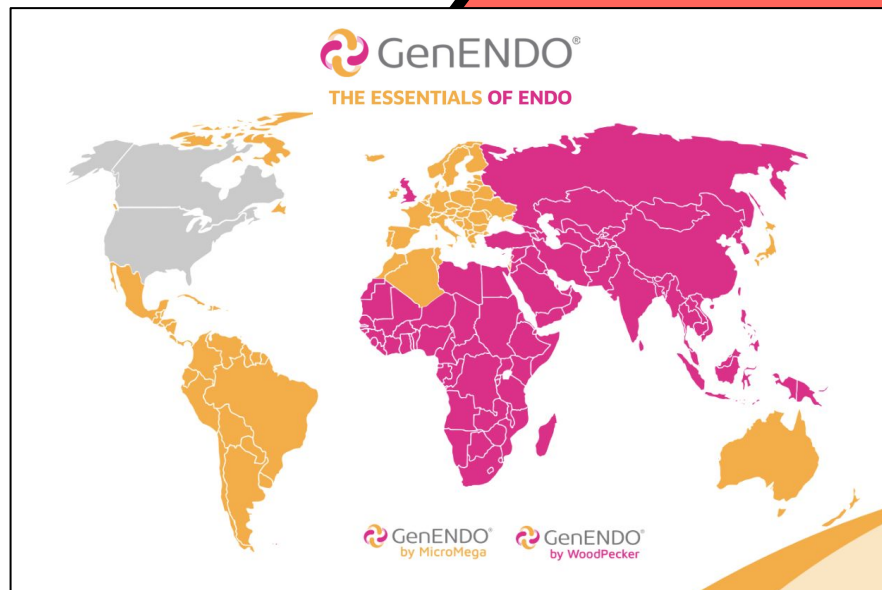 GenENDO®
THE ESSENTIALS OF ENDO
GenENDO®
by MicroMega
GenENDO®
by WoodPecker